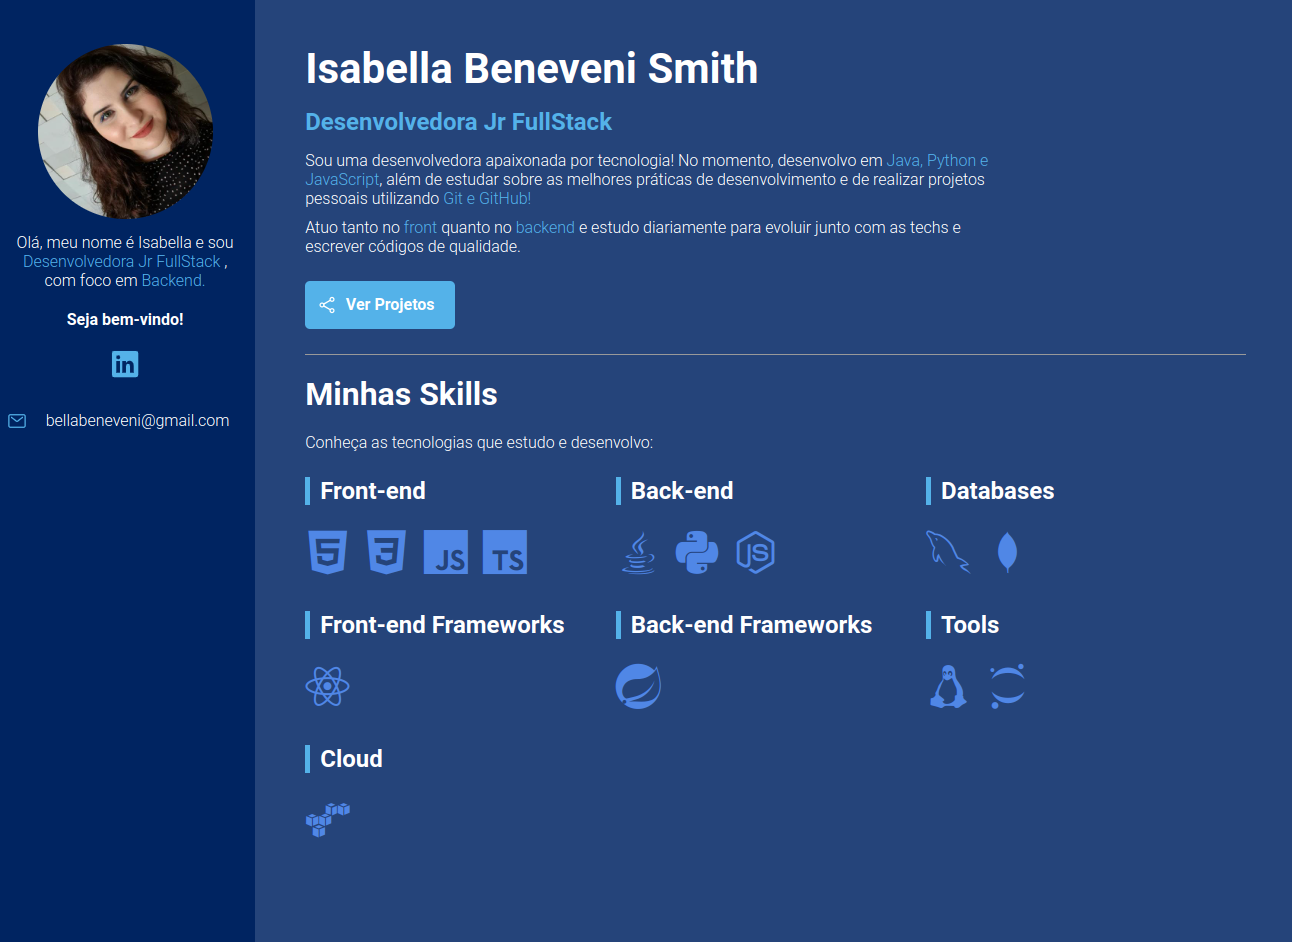 Olá, meu nome é Isabella e sou
Desenvolvedora Jr FullStack ,
com foco em Backend.
Seja bem-vindo!
in
bellabeneveni@gmail.com
Isabella Beneveni Smith
Desenvolvedora Jr FullStack
Sou uma desenvolvedora apaixonada por tecnologia! No momento, desenvolvo em Java, Python e
JavaScript, além de estudar sobre as melhores práticas de desenvolvimento e de realizar projetos
pessoais utilizando Git e GitHub!
Atuo tanto no front quanto no backend e estudo diariamente para evoluir junto com as techs e
escrever códigos de qualidade.
Ver Projetos
Minhas Skills
Conheça as tecnologias que estudo e desenvolvo:
Front-end
5 3 JS TS
Back-end
JS
Databases
Front-end Frameworks
Back-end Frameworks
Tools
Cloud